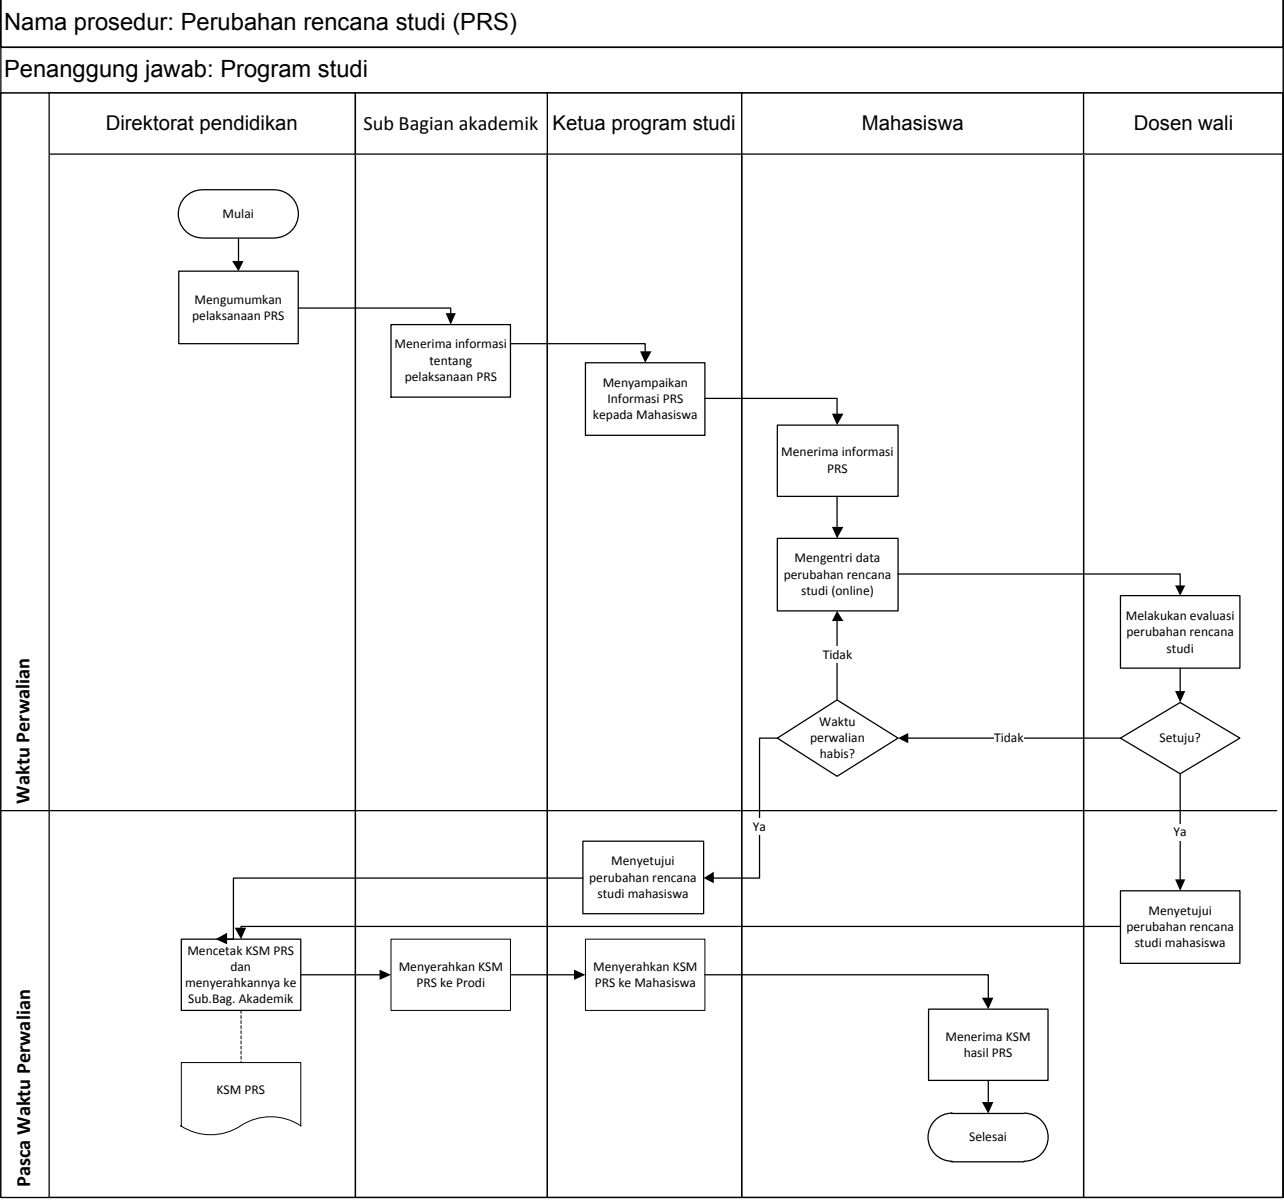 Nama prosedur: Perubahan rencana studi (PRS)
Penanggung jawab: Program studi
Direktorat pendidikan
Sub Bagian akademik
Ketua program studi
Mahasiswa
Dosen wali
Waktu Perwalian
Mulai
Mengumumkan
pelaksanaan PRS
Menerima informasi
tentang
pelaksanaan PRS
Menyampaikan
Informasi PRS
kepada Mahasiswa
Menerima informasi
PRS
Mengentri data
perubahan rencana
studi (online)
Melakukan evaluasi
perubahan rencana
studi
Tidak
Waktu
perwalian
habis?
Tidak
Setuju?
Pasca Waktu Perwalian
Ya
Ya
Menyetujui
perubahan rencana
studi mahasiswa
Menyetujui
perubahan rencana
studi mahasiswa
Mencetak KSM PRS
dan
menyerahkannya ke
Sub.Bag. Akademik
Menyerahkan KSM
PRS ke Prodi
Menyerahkan KSM
PRS ke Mahasiswa
Menerima KSM
hasil PRS
KSM PRS
Selesai